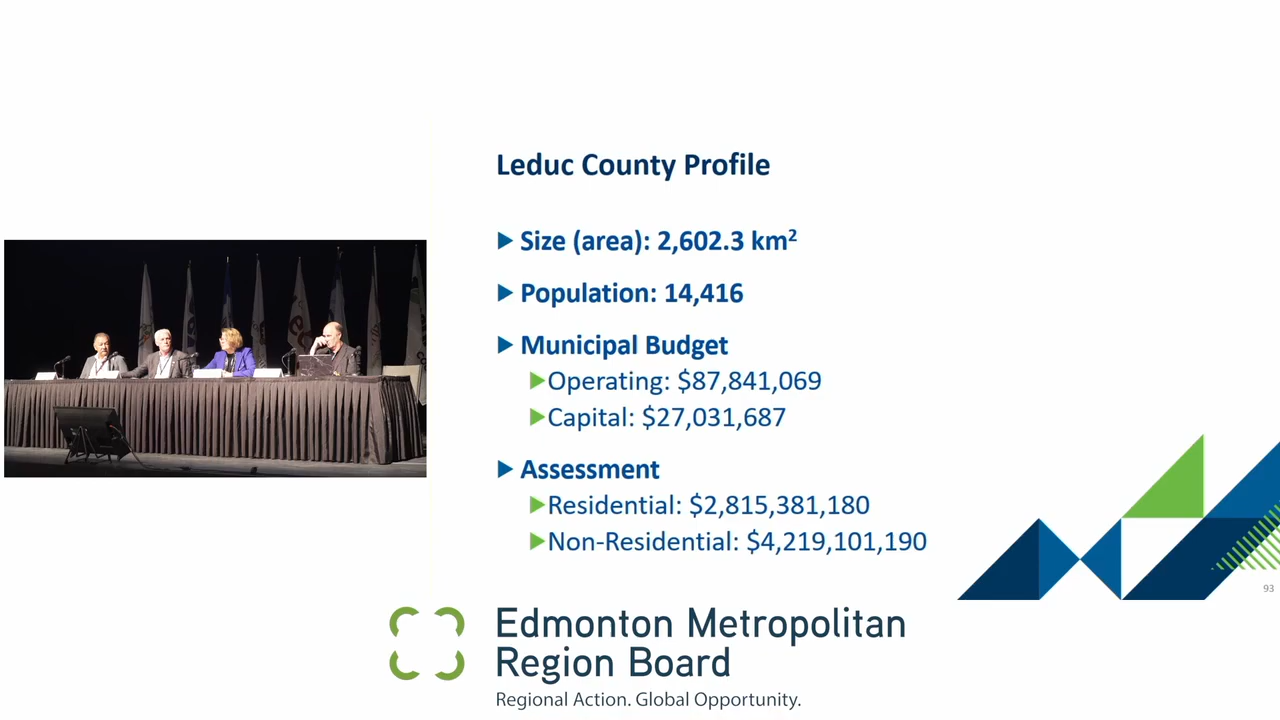 Leduc County Profile
Size (area): 2,602.3 km²
Population: 14,416
Municipal Budget
Operating: $87,841,069
Capital: $27,031,687
Assessment
Residential: $2,815,381,180
Non-Residential: $4,219,101,190
93
Edmonton Metropolitan
Region Board
Regional Action. Global Opportunity.